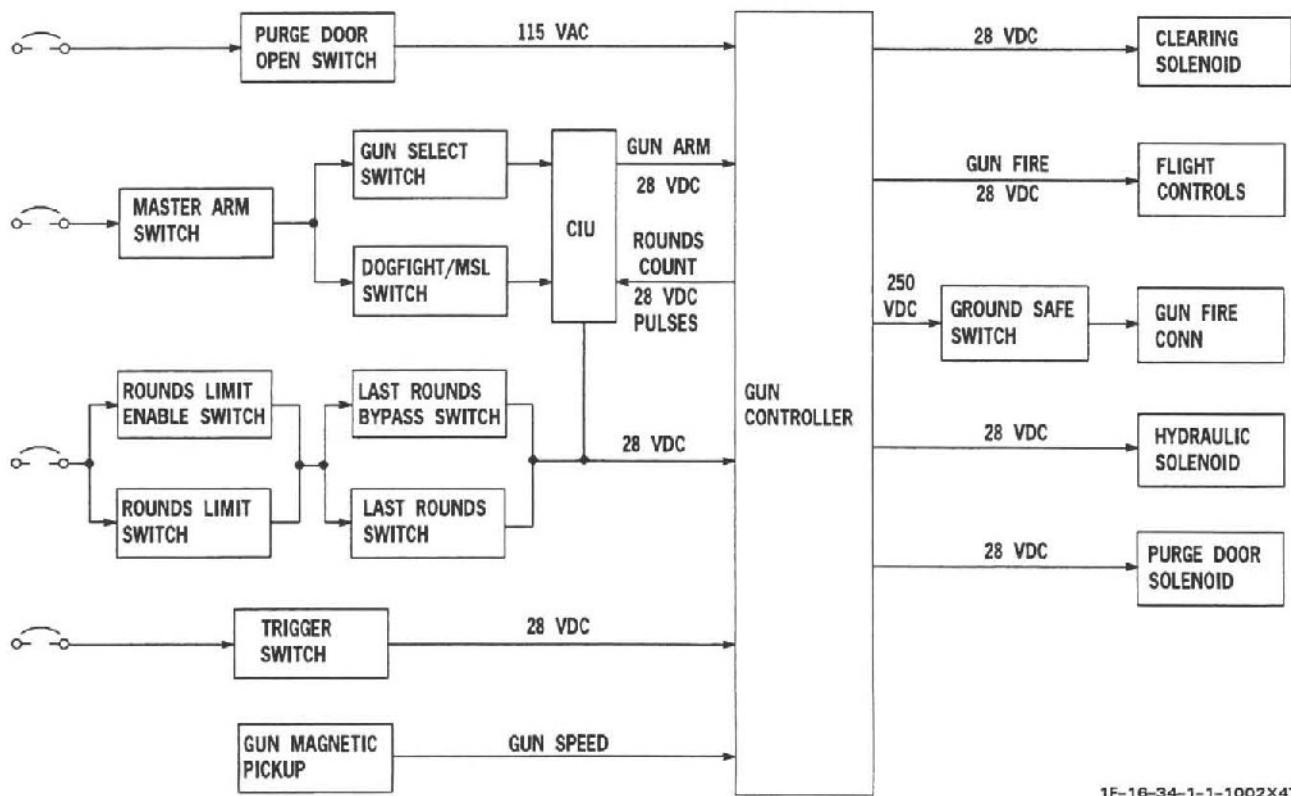 PURGE DOOR
OPEN SWITCH
115 VAC
28 VDC
CLEARING
SOLENOID
GUN SELECT
SWITCH
GUN ARM
28 VDC
GUN FIRE
28 VDC
FLIGHT
CONTROLS
MASTER ARM
SWITCH
CIU
DOGFIGHT/MSL
SWITCH
ROUNDS
COUNT
28 VDC
PULSES
250
VDC
GROUND SAFE
SWITCH
GUN FIRE
CONN
ROUNDS LIMIT
ENABLE SWITCH
LAST ROUNDS
BYPASS SWITCH
GUN
CONTROLLER
28 VDC
28 VDC
HYDRAULIC
SOLENOID
ROUNDS LIMIT
SWITCH
LAST ROUNDS
SWITCH
28 VDC
PURGE DOOR
SOLENOID
TRIGGER
SWITCH
28 VDC
GUN MAGNETIC
PICKUP
GUN SPEED